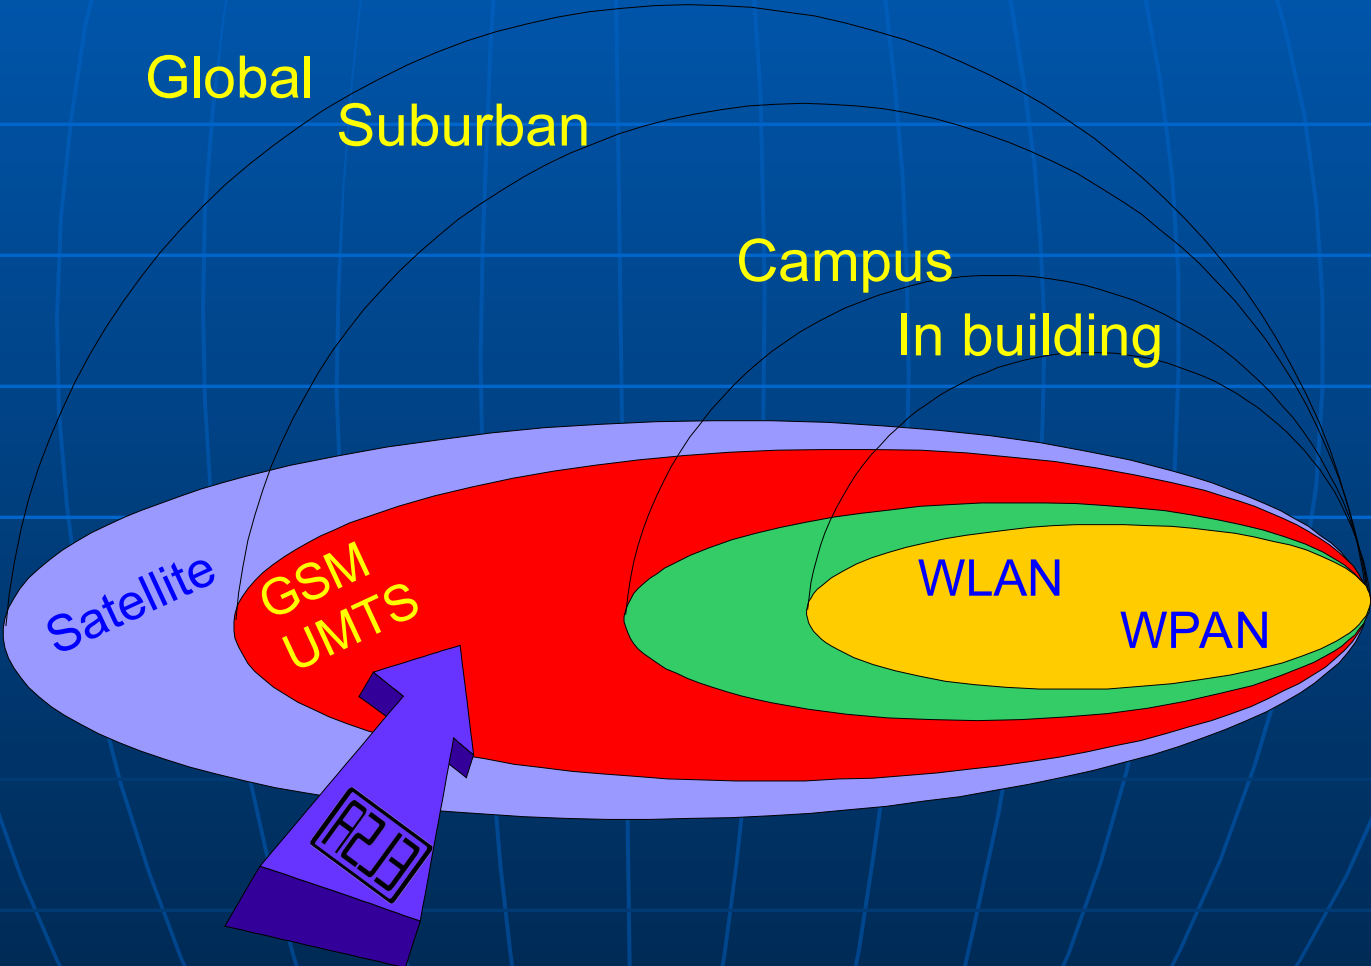 Global
Suburban
Campus
In building
Satellite
GSM
UMTS
WLAN
WPAN